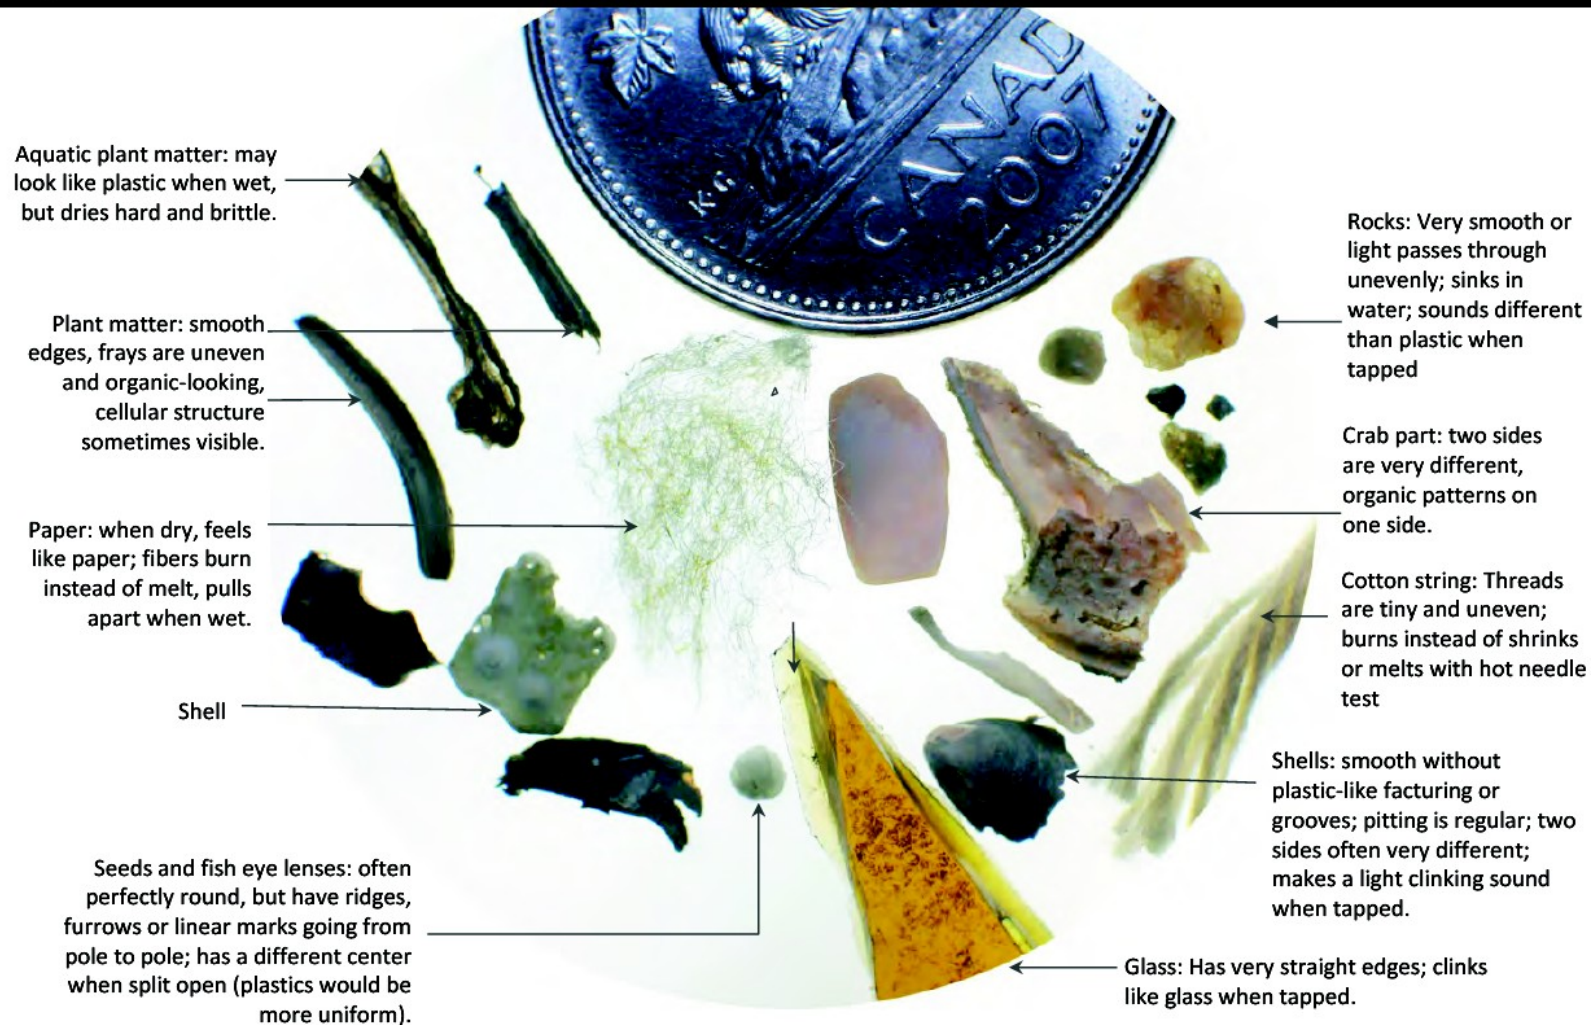 KG
CANADA
2007
Aquatic plant matter: may
look like plastic when wet,
but dries hard and brittle.
Plant matter: smooth
edges, frays are uneven
and organic-looking,
cellular structure
sometimes visible.
Paper: when dry, feels
like paper; fibers burn
instead of melt, pulls
apart when wet.
Shell
Seeds and fish eye lenses: often
perfectly round, but have ridges,
furrows or linear marks going from
pole to pole; has a different center
when split open (plastics would be
more uniform).
Rocks: Very smooth or
light passes through
unevenly; sinks in
water; sounds different
than plastic when
tapped
Crab part: two sides
are very different,
organic patterns on
one side.
Cotton string: Threads
are tiny and uneven;
burns instead of shrinks
or melts with hot needle
test
Shells: smooth without
plastic-like facturing or
grooves; pitting is regular; two
sides often very different;
makes a light clinking sound
when tapped.
Glass: Has very straight edges; clinks
like glass when tapped.